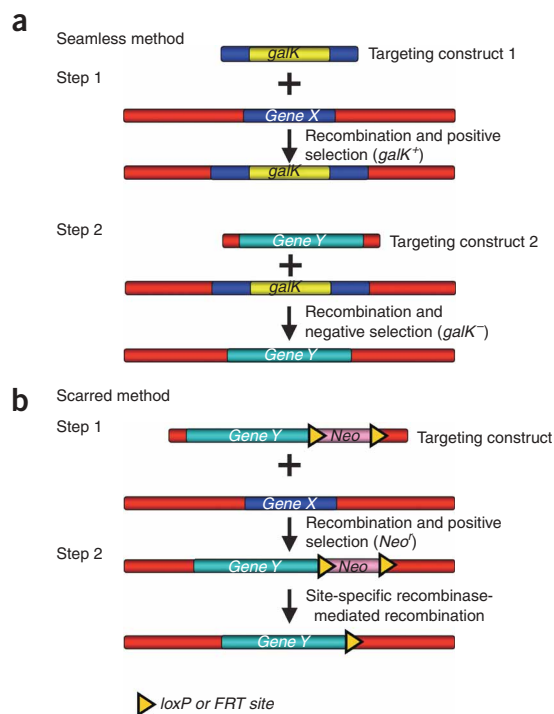 a
Seamless method
galK
Targeting construct 1
Step 1
+
Gene X
Recombination and positive
selection (galK+)
galK
Step 2
Gene Y
Targeting construct 2
+
galK
Recombination and
negative selection (galK–)
Gene Y
b
Scarred method
Step 1
Gene Y
Neo
Targeting construct
+
Gene X
Recombination and positive
selection (Neor)
Step 2
Gene Y
Neo
Site-specific recombinase-
mediated recombination
Gene Y
loxP or FRT site